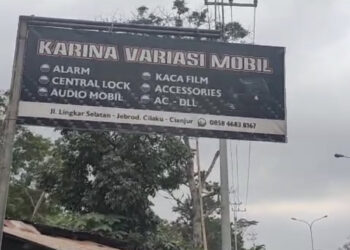 KARINA VARIASI MOBIL
ALARM
CENTRAL LOCK
AUDIO MOBIL
KACA FILM
ACCESSORIES
AC - DLL
Jl. Lingkar Selatan - Jebrod. Cilaku - Cianjur 0858 4683 8167